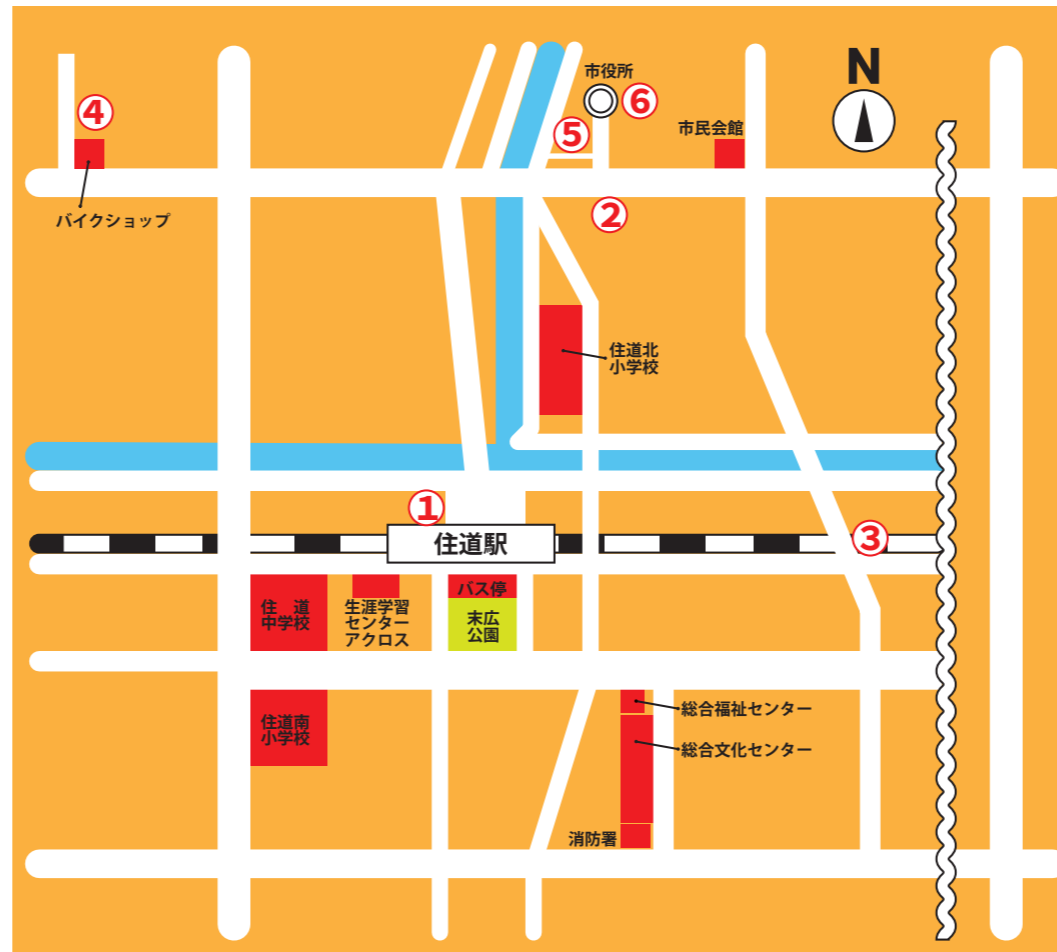 市役所
N
④
⑥
⑤
市民会館
バイクショップ
②
住道北
小学校
①
住道駅
③
住　道
中学校
生涯学習
センター
アクロス
バス停
末広
公園
住道南
小学校
総合福祉センター
総合文化センター
消防署